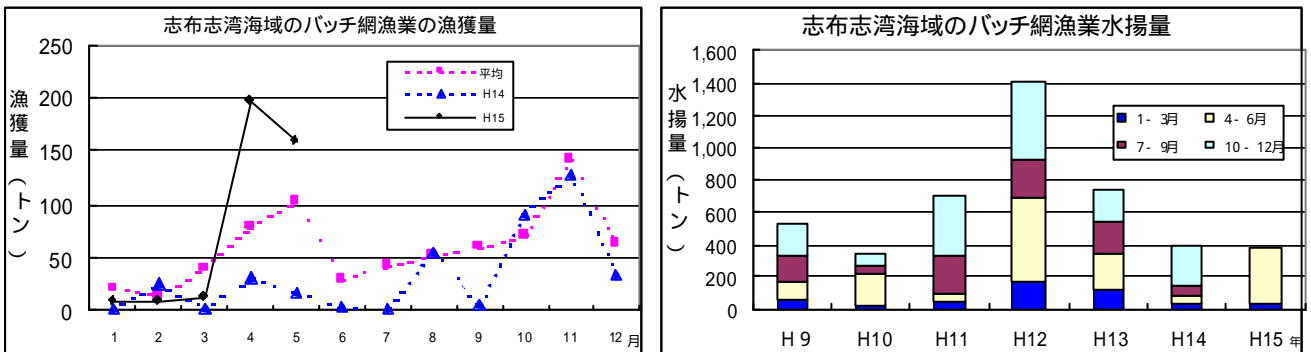 志布志湾海域のバッチ網漁業の漁獲量
漁獲量(トン)
250
200
150
100
50
0
平均
H14
H15
1 2 3 4 5 6 7 8 9 10 11 12 月
志布志湾海域のバッチ網漁業水揚量
水揚量(トン)
1,600
1,400
1,200
1,000
800
600
400
200
0
1- 3月 4- 6月
7- 9月 10 - 12月
H 9 H10 H11 H12 H13 H14 H15 年